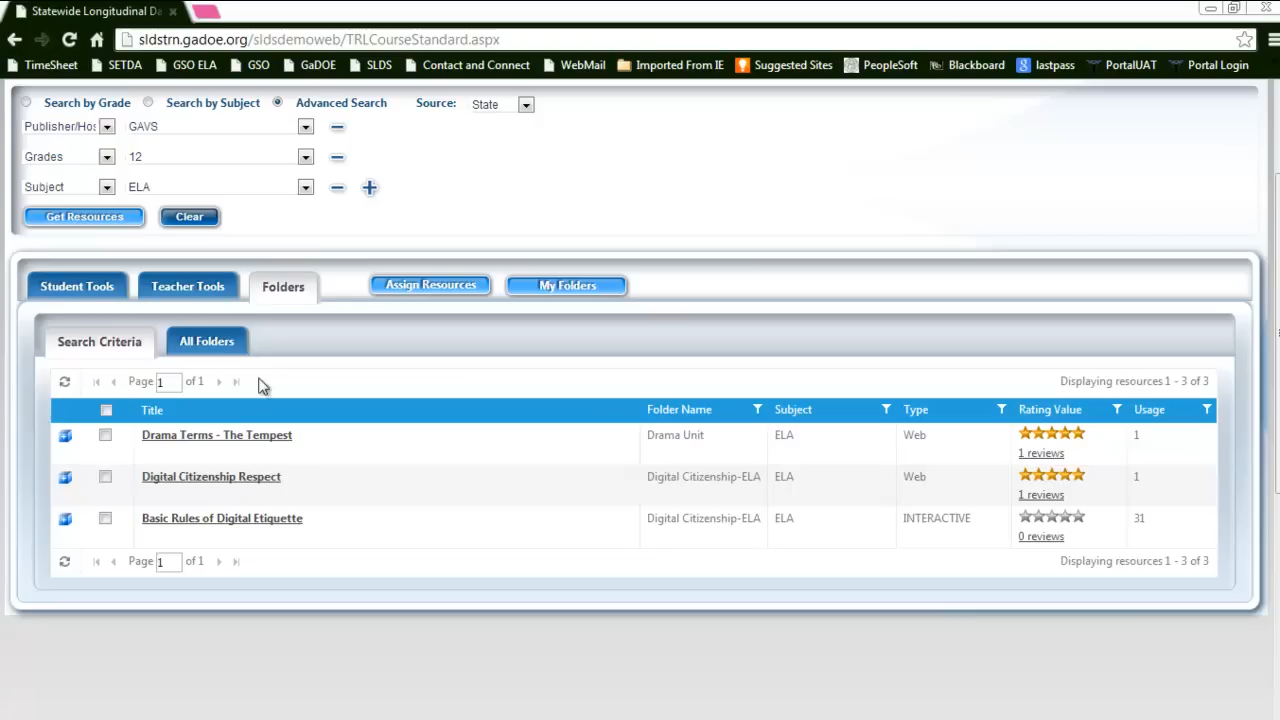 Statewide Longitudinal Da
sldstrn.gadoe.org/sldsdemoweb/TRLCourseStandard.aspx
TimeSheet SETDA GSO ELA GSO GaDOE SLDS Contact and Connect WebMail Imported From IE Suggested Sites PeopleSoft Blackboard lastpass PortalUAT Portal Login
Search by Grade Search by Subject Advanced Search Source: State
Publisher/Hos GAVS
Grades 12
Subject ELA
Get Resources Clear
Student Tools Teacher Tools Folders Assign Resources My Folders
Search Criteria All Folders
Page 1 of 1 Displaying resources 1 - 3 of 3
Title Folder Name Subject Type Rating Value Usage
Drama Terms - The Tempest Drama Unit ELA Web 1
1 reviews
Digital Citizenship Respect Digital Citizenship-ELA ELA Web 1
1 reviews
Basic Rules of Digital Etiquette Digital Citizenship-ELA ELA INTERACTIVE 31
0 reviews
Page 1 of 1 Displaying resources 1 - 3 of 3